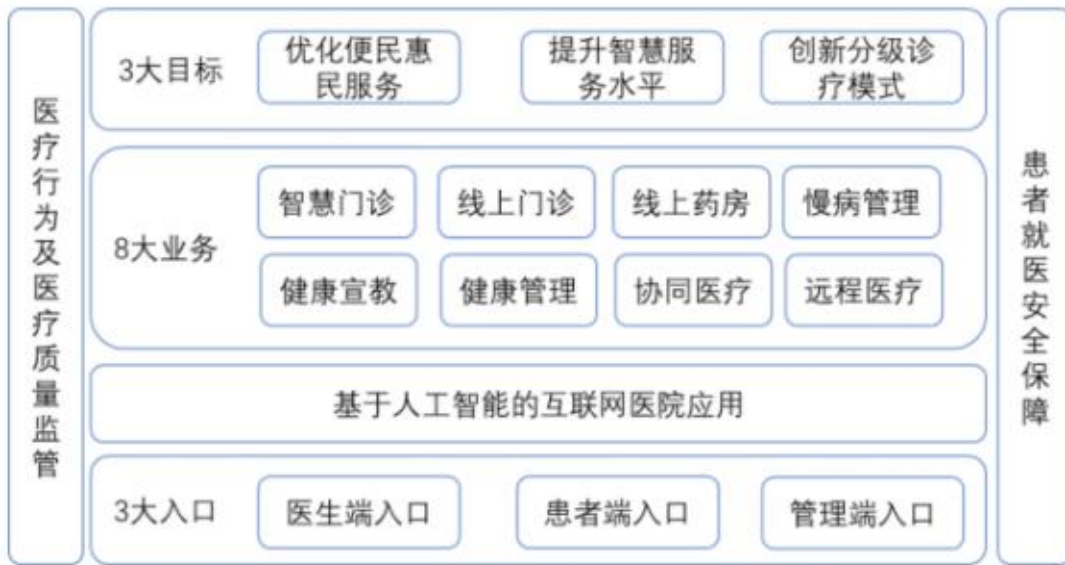 医疗行为及医疗质量监管
3大目标
优化便民惠
民服务
提升智慧服
务水平
创新分级诊
疗模式
8大业务
智慧门诊
线上门诊
线上药房
慢病管理
健康宣教
健康管理
协同医疗
远程医疗
基于人工智能的互联网医院应用
3大入口
医生端入口
患者端入口
管理端入口
患者就医安全保障